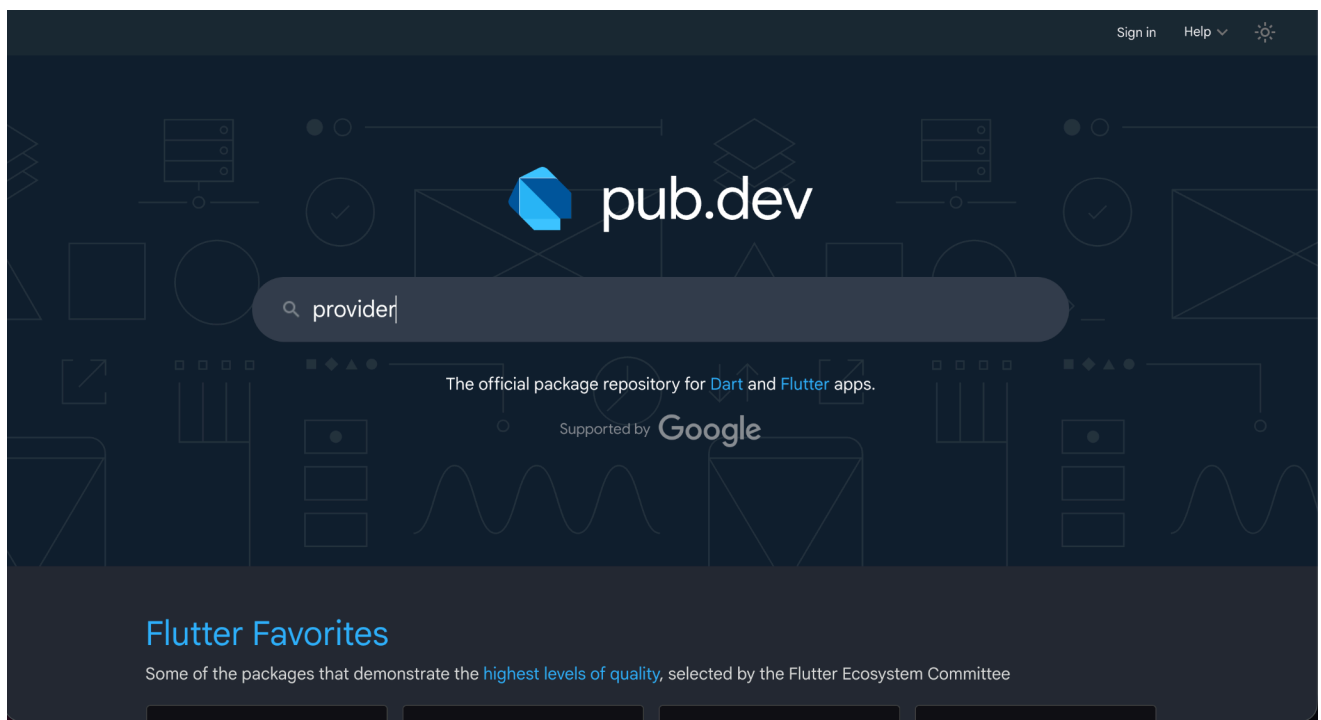 Sign in Help
pub.dev
provider
The official package repository for Dart and Flutter apps.
Supported by Google
Flutter Favorites
Some of the packages that demonstrate the highest levels of quality, selected by the Flutter Ecosystem Committee